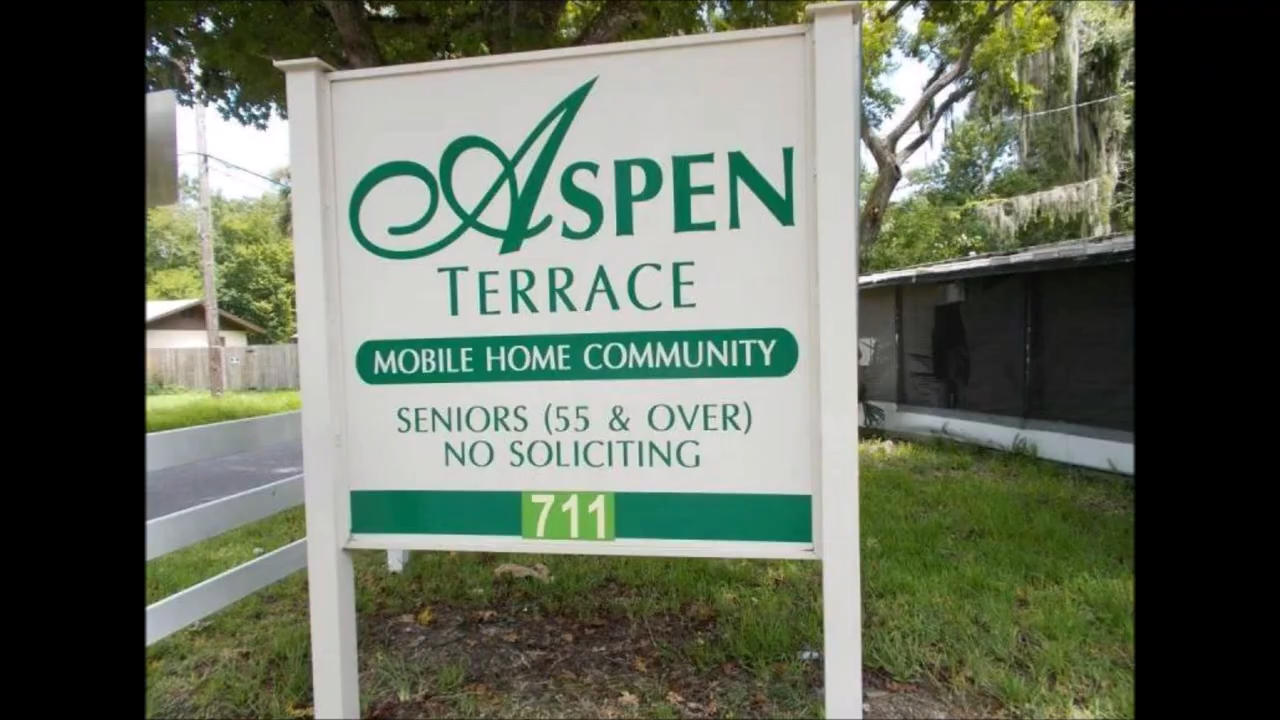 ASPEN
TERRACE
MOBILE HOME COMMUNITY
SENIORS (55 & OVER)
NO SOLICITING
711